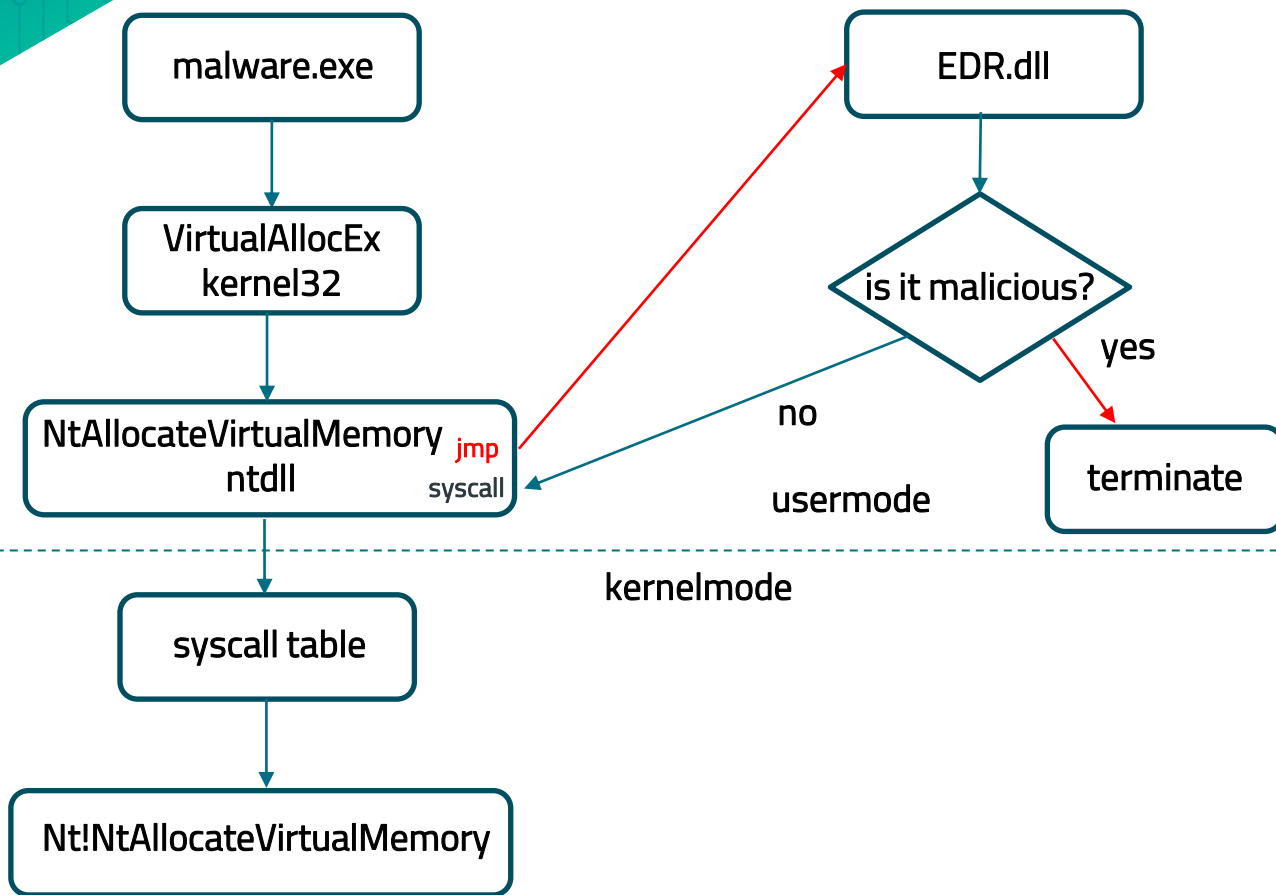 malware.exe
EDR.dll
VirtualAllocEx
kernel32
is it malicious?
yes
no
NtAllocateVirtualMemory
jmp
ntdll
syscall
terminate
usermode
kernelmode
syscall table
Nt!NtAllocateVirtualMemory